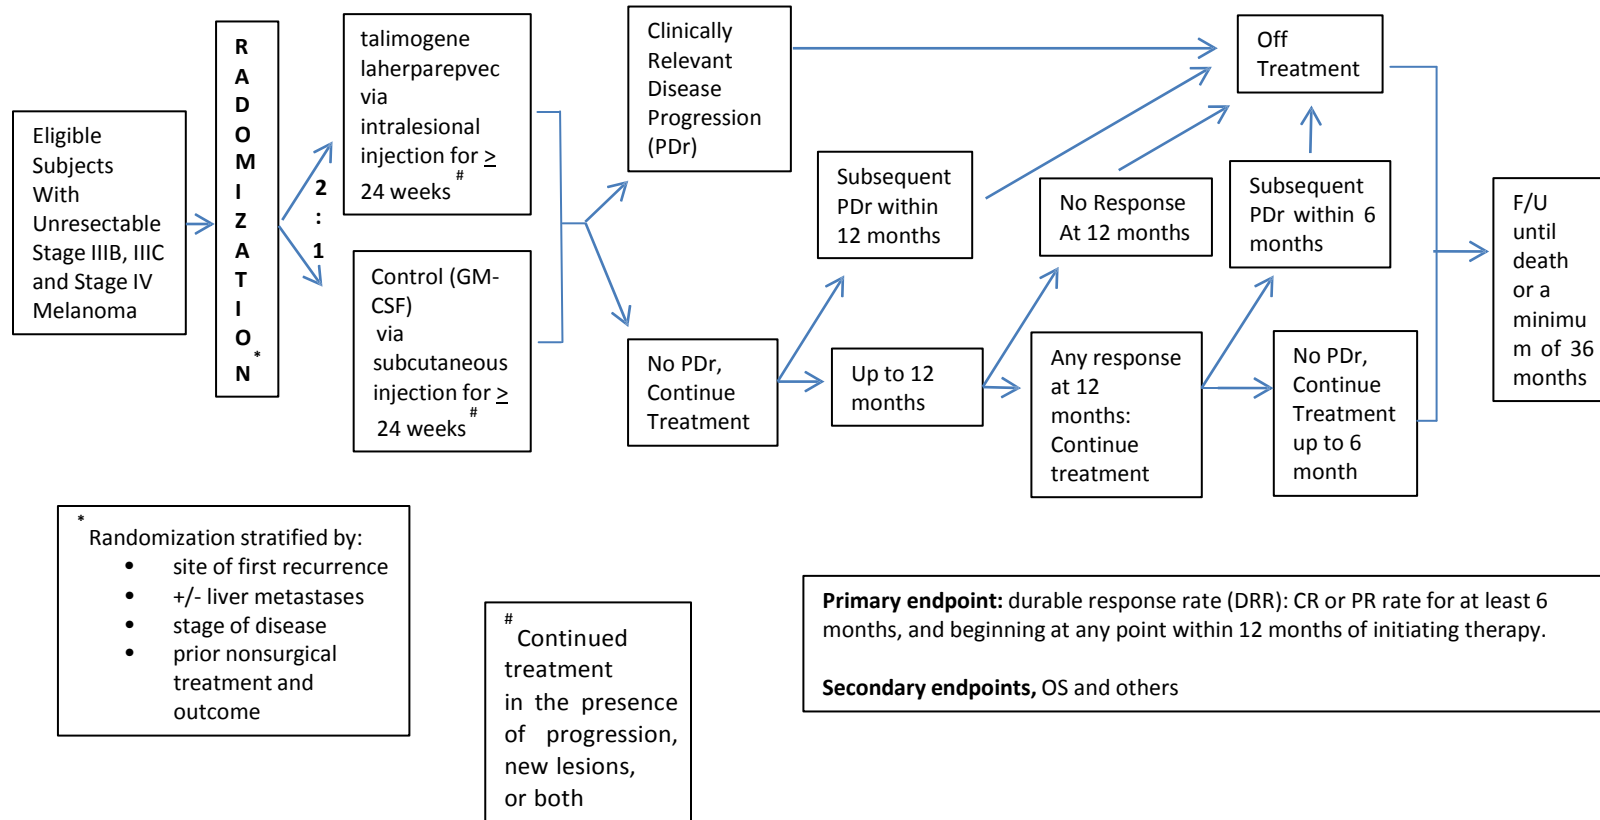 Eligible
Subjects
With
Unresectable
Stage IIIB, IIIC
and Stage IV
Melanoma
R
A
D
O
M
I
Z
A
T
I
O
N*
2
:
1
talimogene
laherparepvec
via
intralesional
injection for ≥
24 weeks#
Control (GM-
CSF)
via
subcutaneous
injection for ≥
24 weeks#
Clinically
Relevant
Disease
Progression
(PDr)
No PDr,
Continue
Treatment
Subsequent
PDr within
12 months
Up to 12
months
No Response
At 12 months
Any response
at 12
months:
Continue
treatment
Off
Treatment
Subsequent
PDr within 6
months
No PDr,
Continue
Treatment
up to 6
month
F/U
until
death
or a
minimu
m of 36
months
*Randomization stratified by:
• site of first recurrence
• +/- liver metastases
• stage of disease
• prior nonsurgical
treatment and
outcome
#Continued
treatment
in the presence
of progression,
new lesions,
or both
Primary endpoint: durable response rate (DRR): CR or PR rate for at least 6
months, and beginning at any point within 12 months of initiating therapy.
Secondary endpoints, OS and others